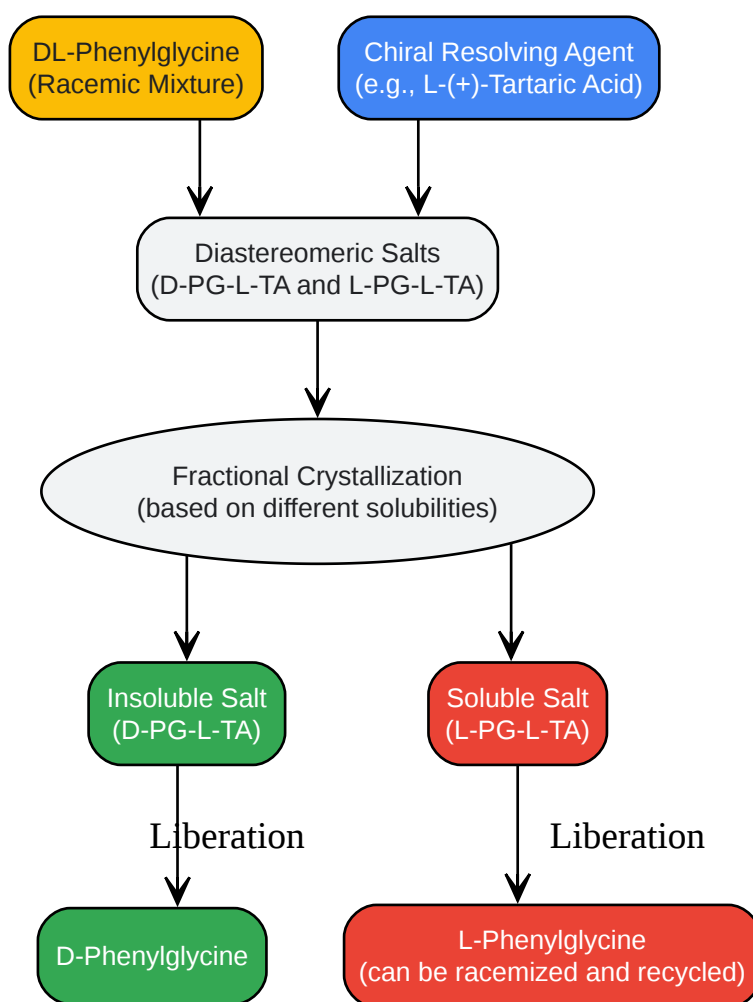 DL-Phenylglycine
(Racemic Mixture)
Chiral Resolving Agent
(e.g., L-(+)-Tartaric Acid)
Diastereomeric Salts
(D-PG-L-TA and L-PG-L-TA)
Fractional Crystallization
(based on different solubilities)
Insoluble Salt
(D-PG-L-TA)
Soluble Salt
(L-PG-L-TA)
Liberation
Liberation
D-Phenylglycine
L-Phenylglycine
(can be racemized and recycled)